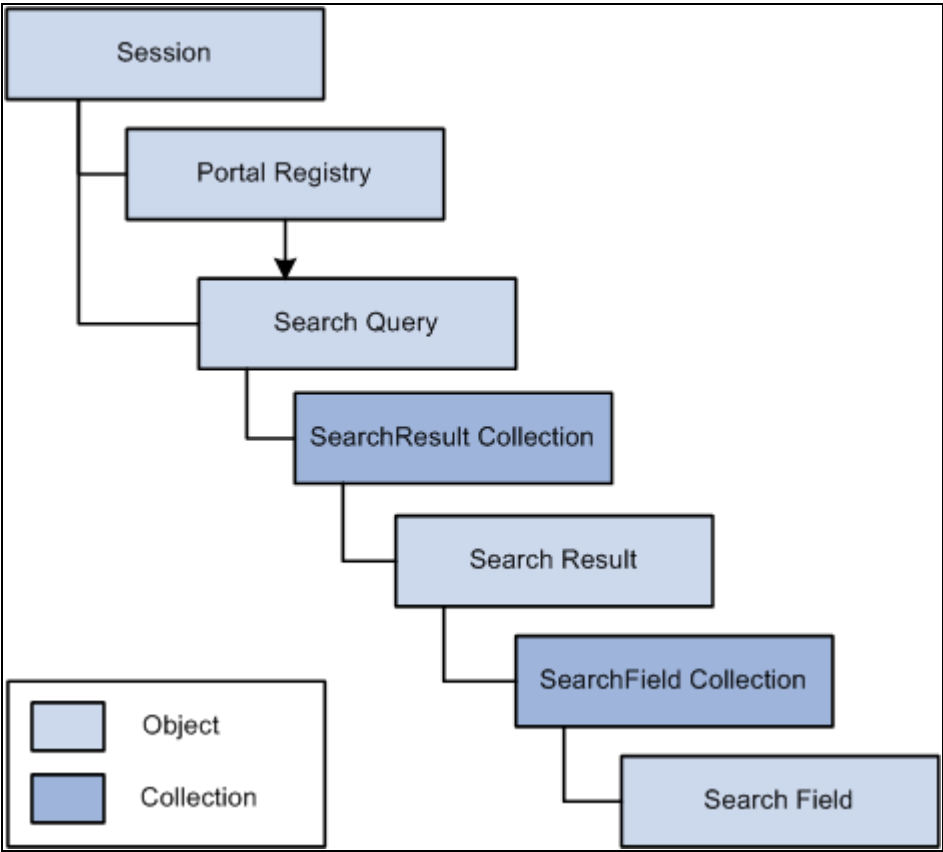 Session
Portal Registry
Search Query
SearchResult Collection
Search Result
SearchField Collection
Search Field
Object
Collection